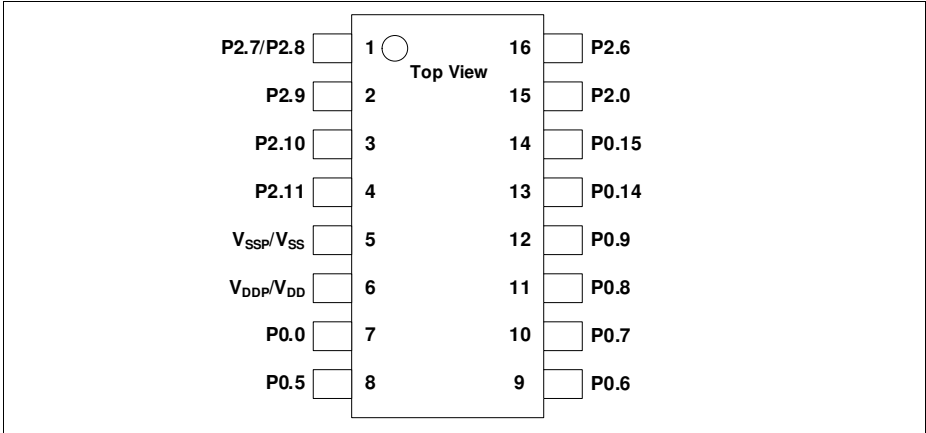 P2.7/P2.8 1 16 P2.6
Top View
P2.9 2 15 P2.0
P2.10 3 14 P0.15
P2.11 4 13 P0.14
VSSP/VSS 5 12 P0.9
VDDP/VDD 6 11 P0.8
P0.0 7 10 P0.7
P0.5 8 9 P0.6